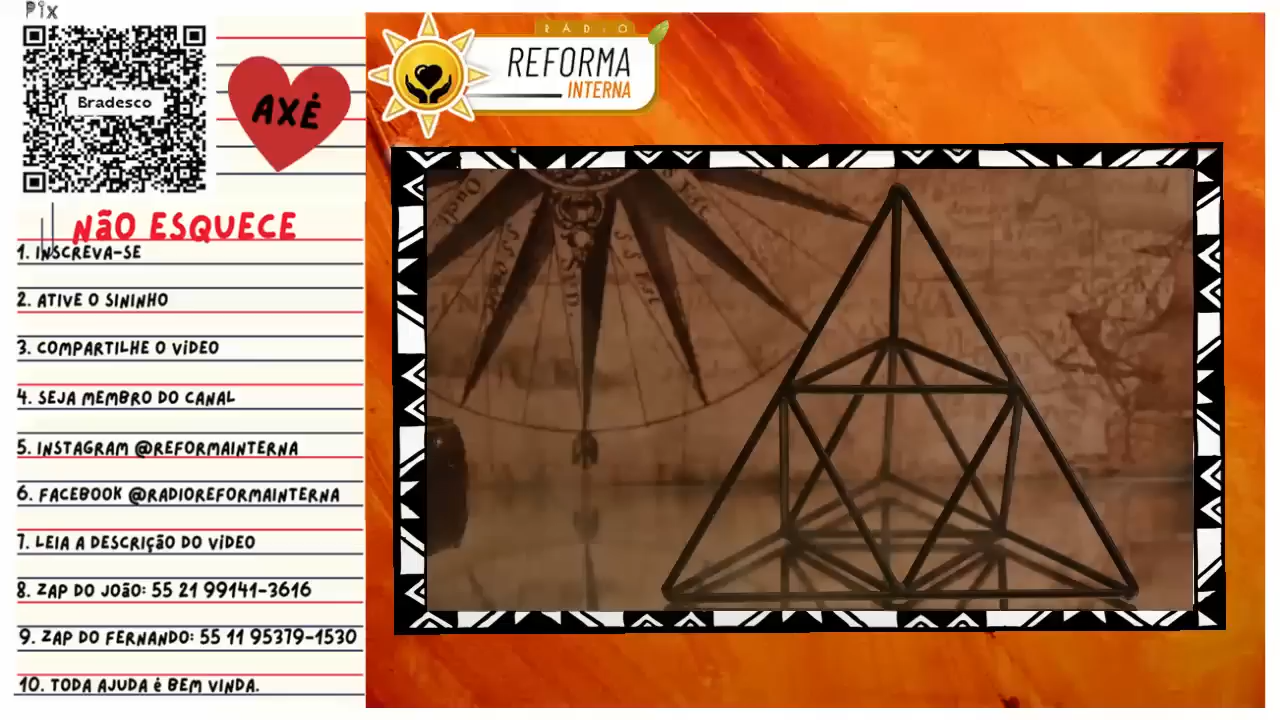 Pix
Bradesco
AXÉ
RÁDIO
REFORMA
INTERNA
NÃO ESQUECE
1. INSCREVA-SE
2. ATIVE O SININHO
3. COMPARTILHE O VÍDEO
4. SEJA MEMBRO DO CANAL
5. INSTAGRAM @REFORMAINTERNA
6. FACEBOOK @RADIOREFORMAINTERNA
7. LEIA A DESCRIÇÃO DO VÍDEO
8. ZAP DO JOÃO: 55 21 99141-3616
9. ZAP DO FERNANDO: 55 11 95379-1530
10. TODA AJUDA É BEM VINDA.